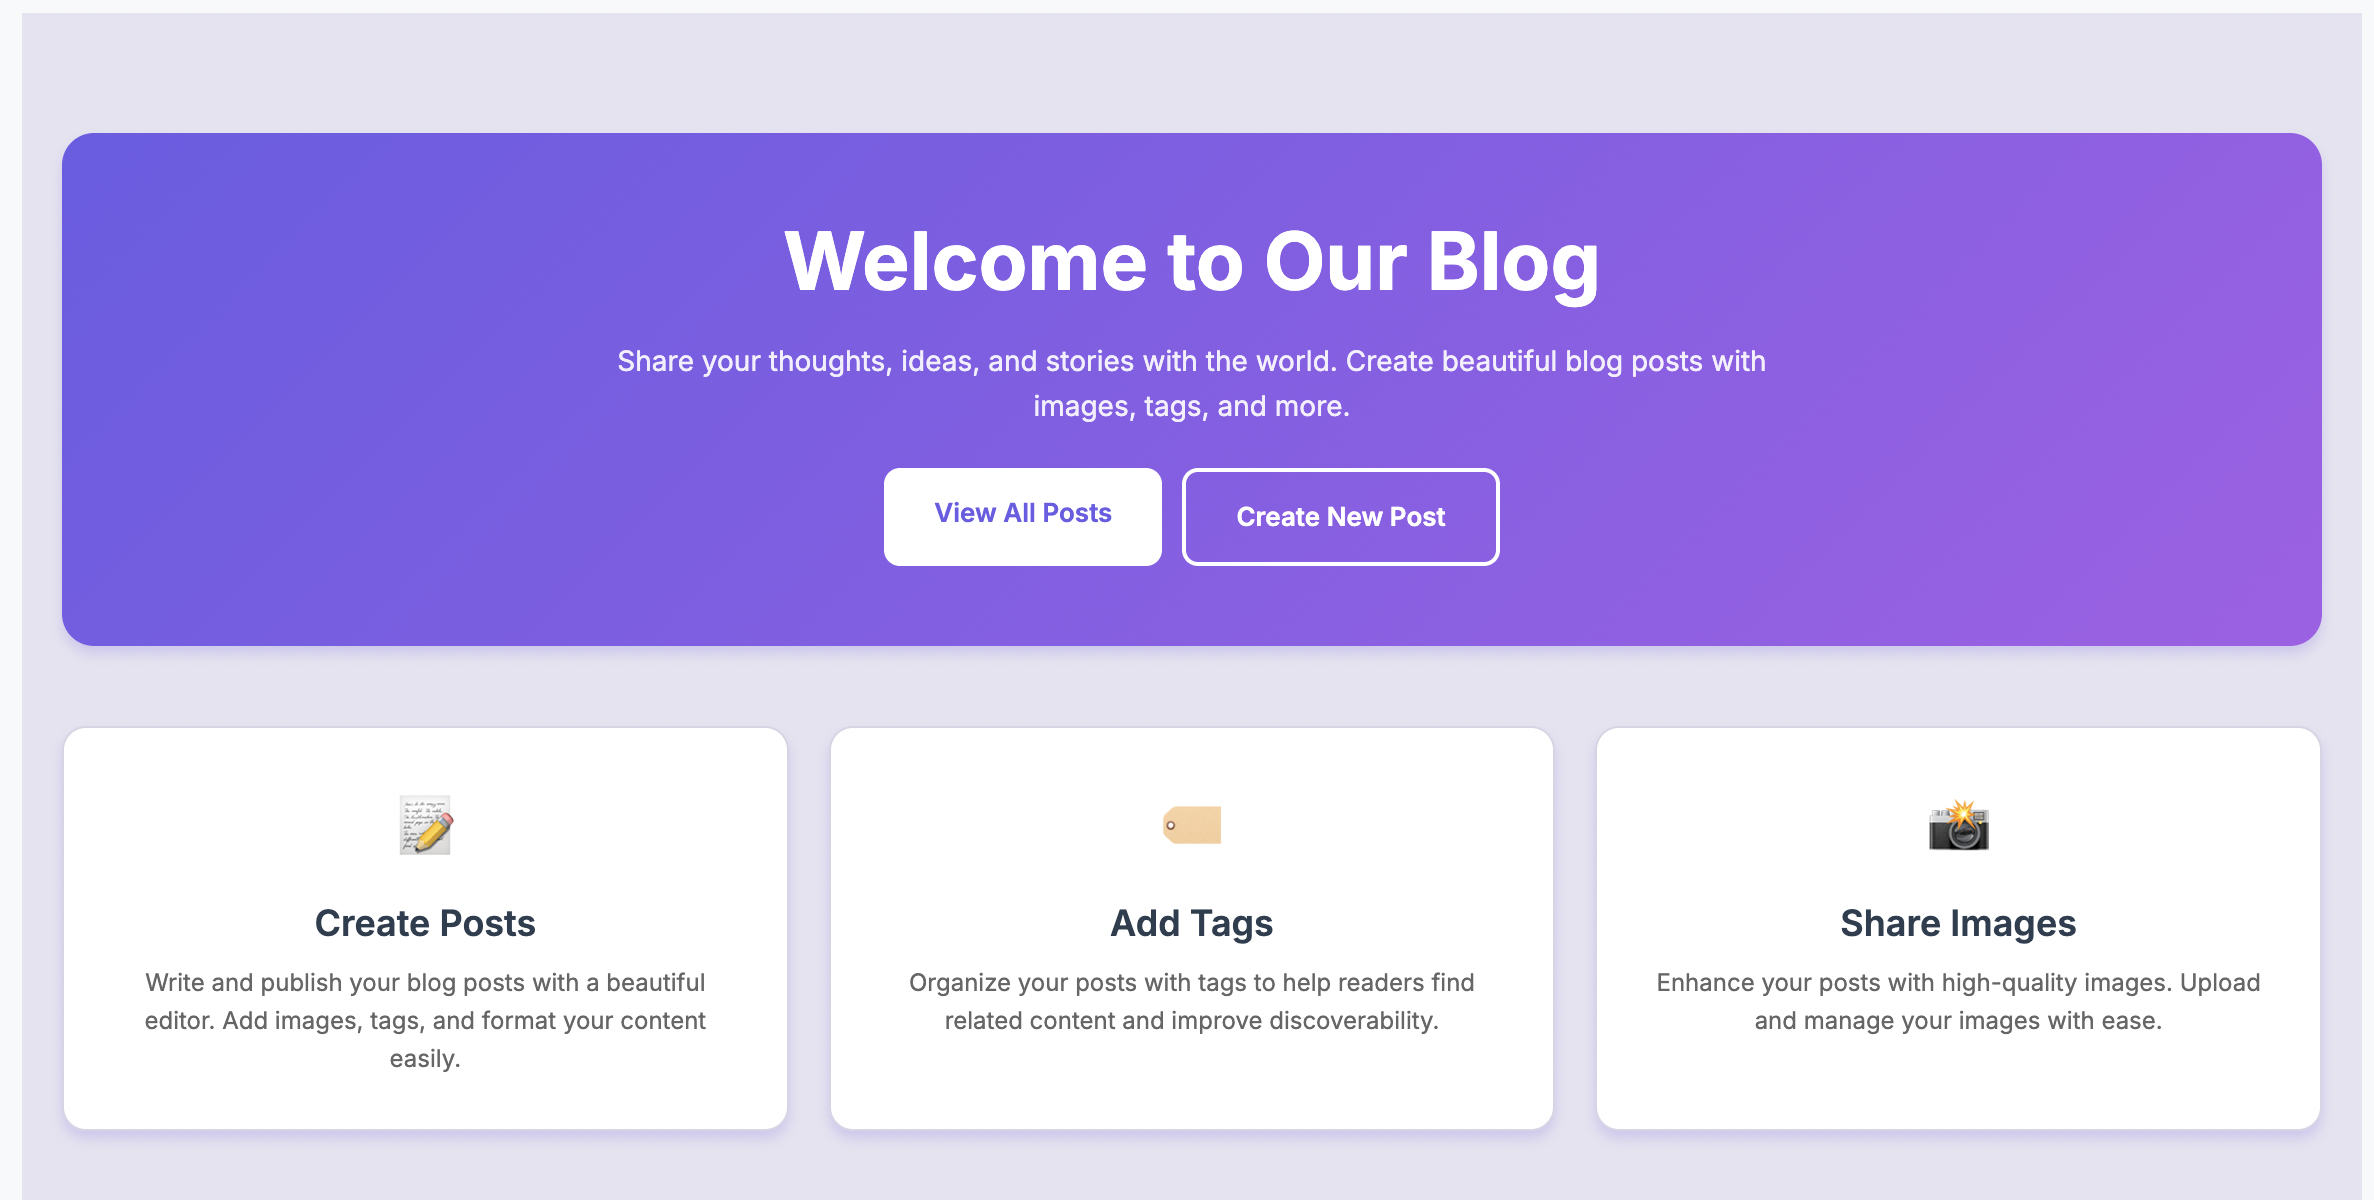 Welcome to Our Blog
Share your thoughts, ideas, and stories with the world. Create beautiful blog posts with
images, tags, and more.
View All Posts
Create New Post
Create Posts
Write and publish your blog posts with a beautiful
editor. Add images, tags, and format your content
easily.
Add Tags
Organize your posts with tags to help readers find
related content and improve discoverability.
Share Images
Enhance your posts with high-quality images. Upload
and manage your images with ease.